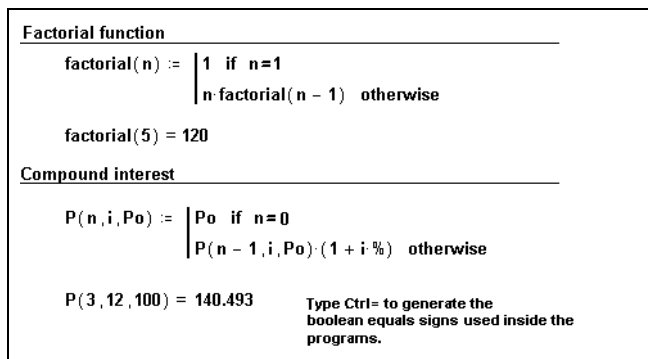 Factorial function
factorial(n) := 1 if n=1
n·factorial(n − 1) otherwise
factorial(5) = 120
Compound interest
P(n,i,Po) := Po if n=0
P(n − 1,i,Po)·(1 + i·%) otherwise
P(3,12,100) = 140.493
Type Ctrl= to generate the
boolean equals signs used inside the
programs.